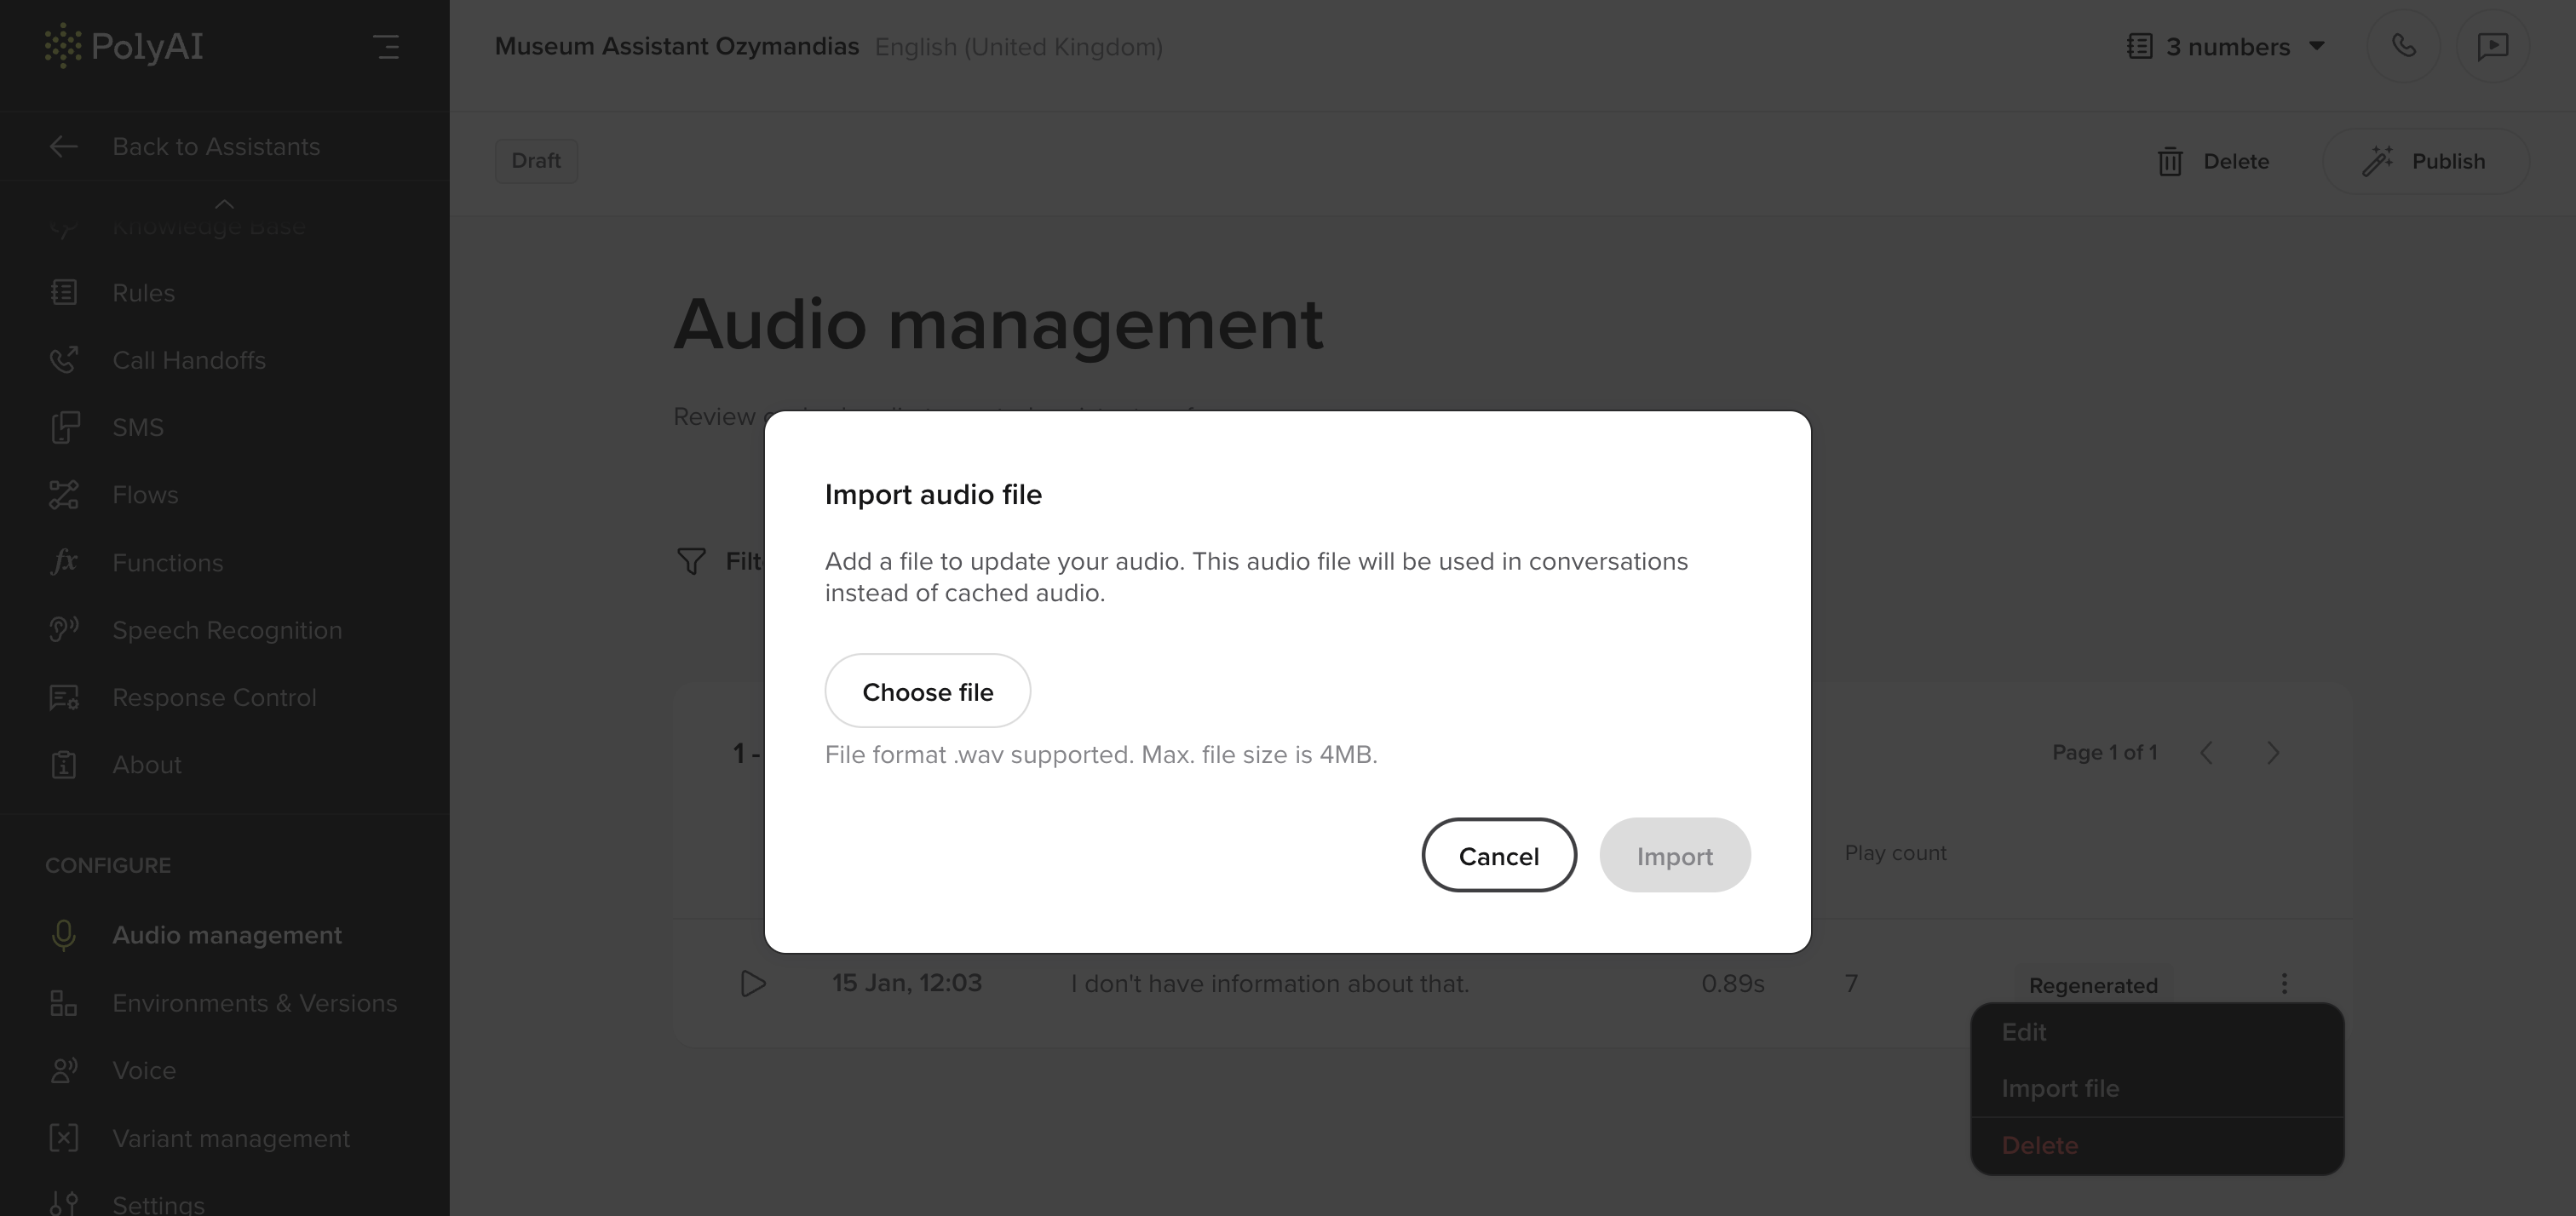 PolyAI
Museum Assistant Ozymandias English (United Kingdom)
3 numbers
Back to Assistants
Draft
Delete
Publish
Knowledge Base
Rules
Call Handoffs
SMS
Flows
Functions
Speech Recognition
Response Control
About
CONFIGURE
Audio management
Environments & Versions
Voice
Variant management
Settings
Audio management
Review
Import audio file
Add a file to update your audio. This audio file will be used in conversations
instead of cached audio.
Choose file
File format .wav supported. Max. file size is 4MB.
Cancel
Import
1 -
Page 1 of 1
Play count
15 Jan, 12:03 I don't have information about that. 0.89s 7 Regenerated
Edit
Import file
Delete